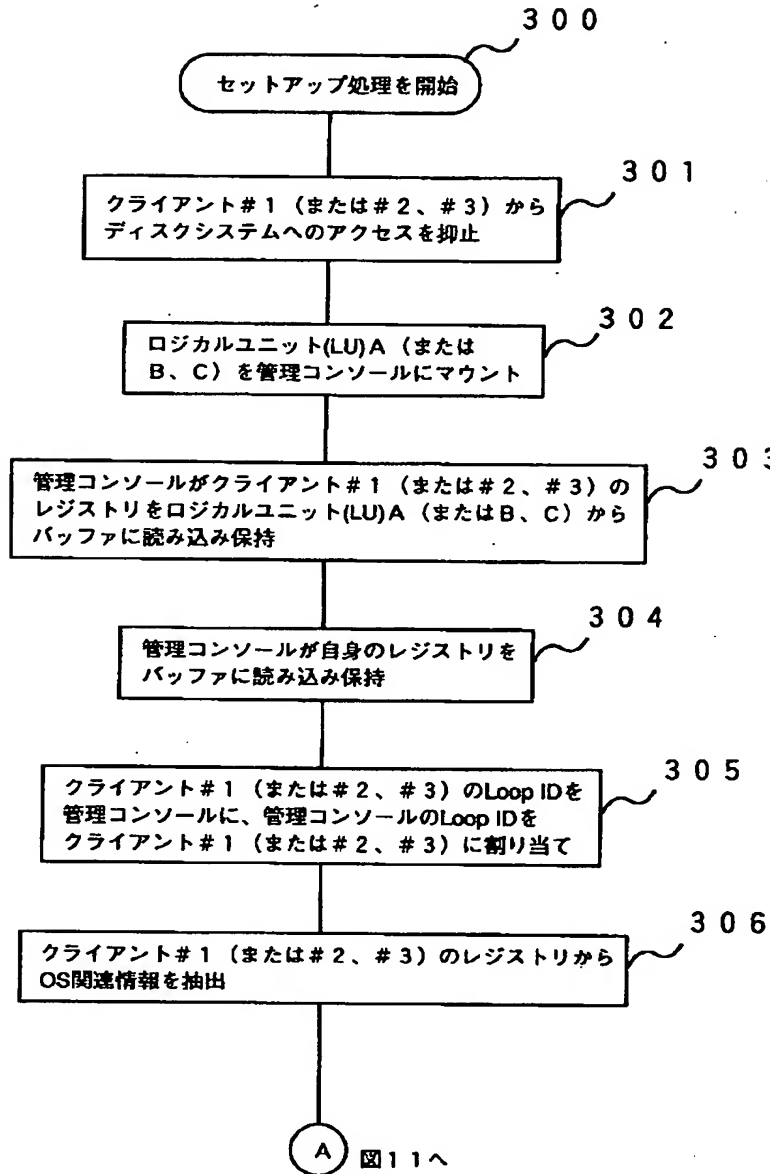 300
セットアップ処理を開始
301
クライアント#1（または#2、#3）から
ディスクシステムへのアクセスを抑止
302
ロジカルユニット(LU)A（または
B、C）を管理コンソールにマウント
303
管理コンソールがクライアント#1（または#2、#3）の
レジストリをロジカルユニット(LU)A（またはB、C）から
バッファに読み込み保持
304
管理コンソールが自身のレジストリを
バッファに読み込み保持
305
クライアント#1（または#2、#3）のLoop IDを
管理コンソールに、管理コンソールのLoop IDを
クライアント#1（または#2、#3）に割り当て
306
クライアント#1（または#2、#3）のレジストリから
OS関連情報を抽出
A 図11へ